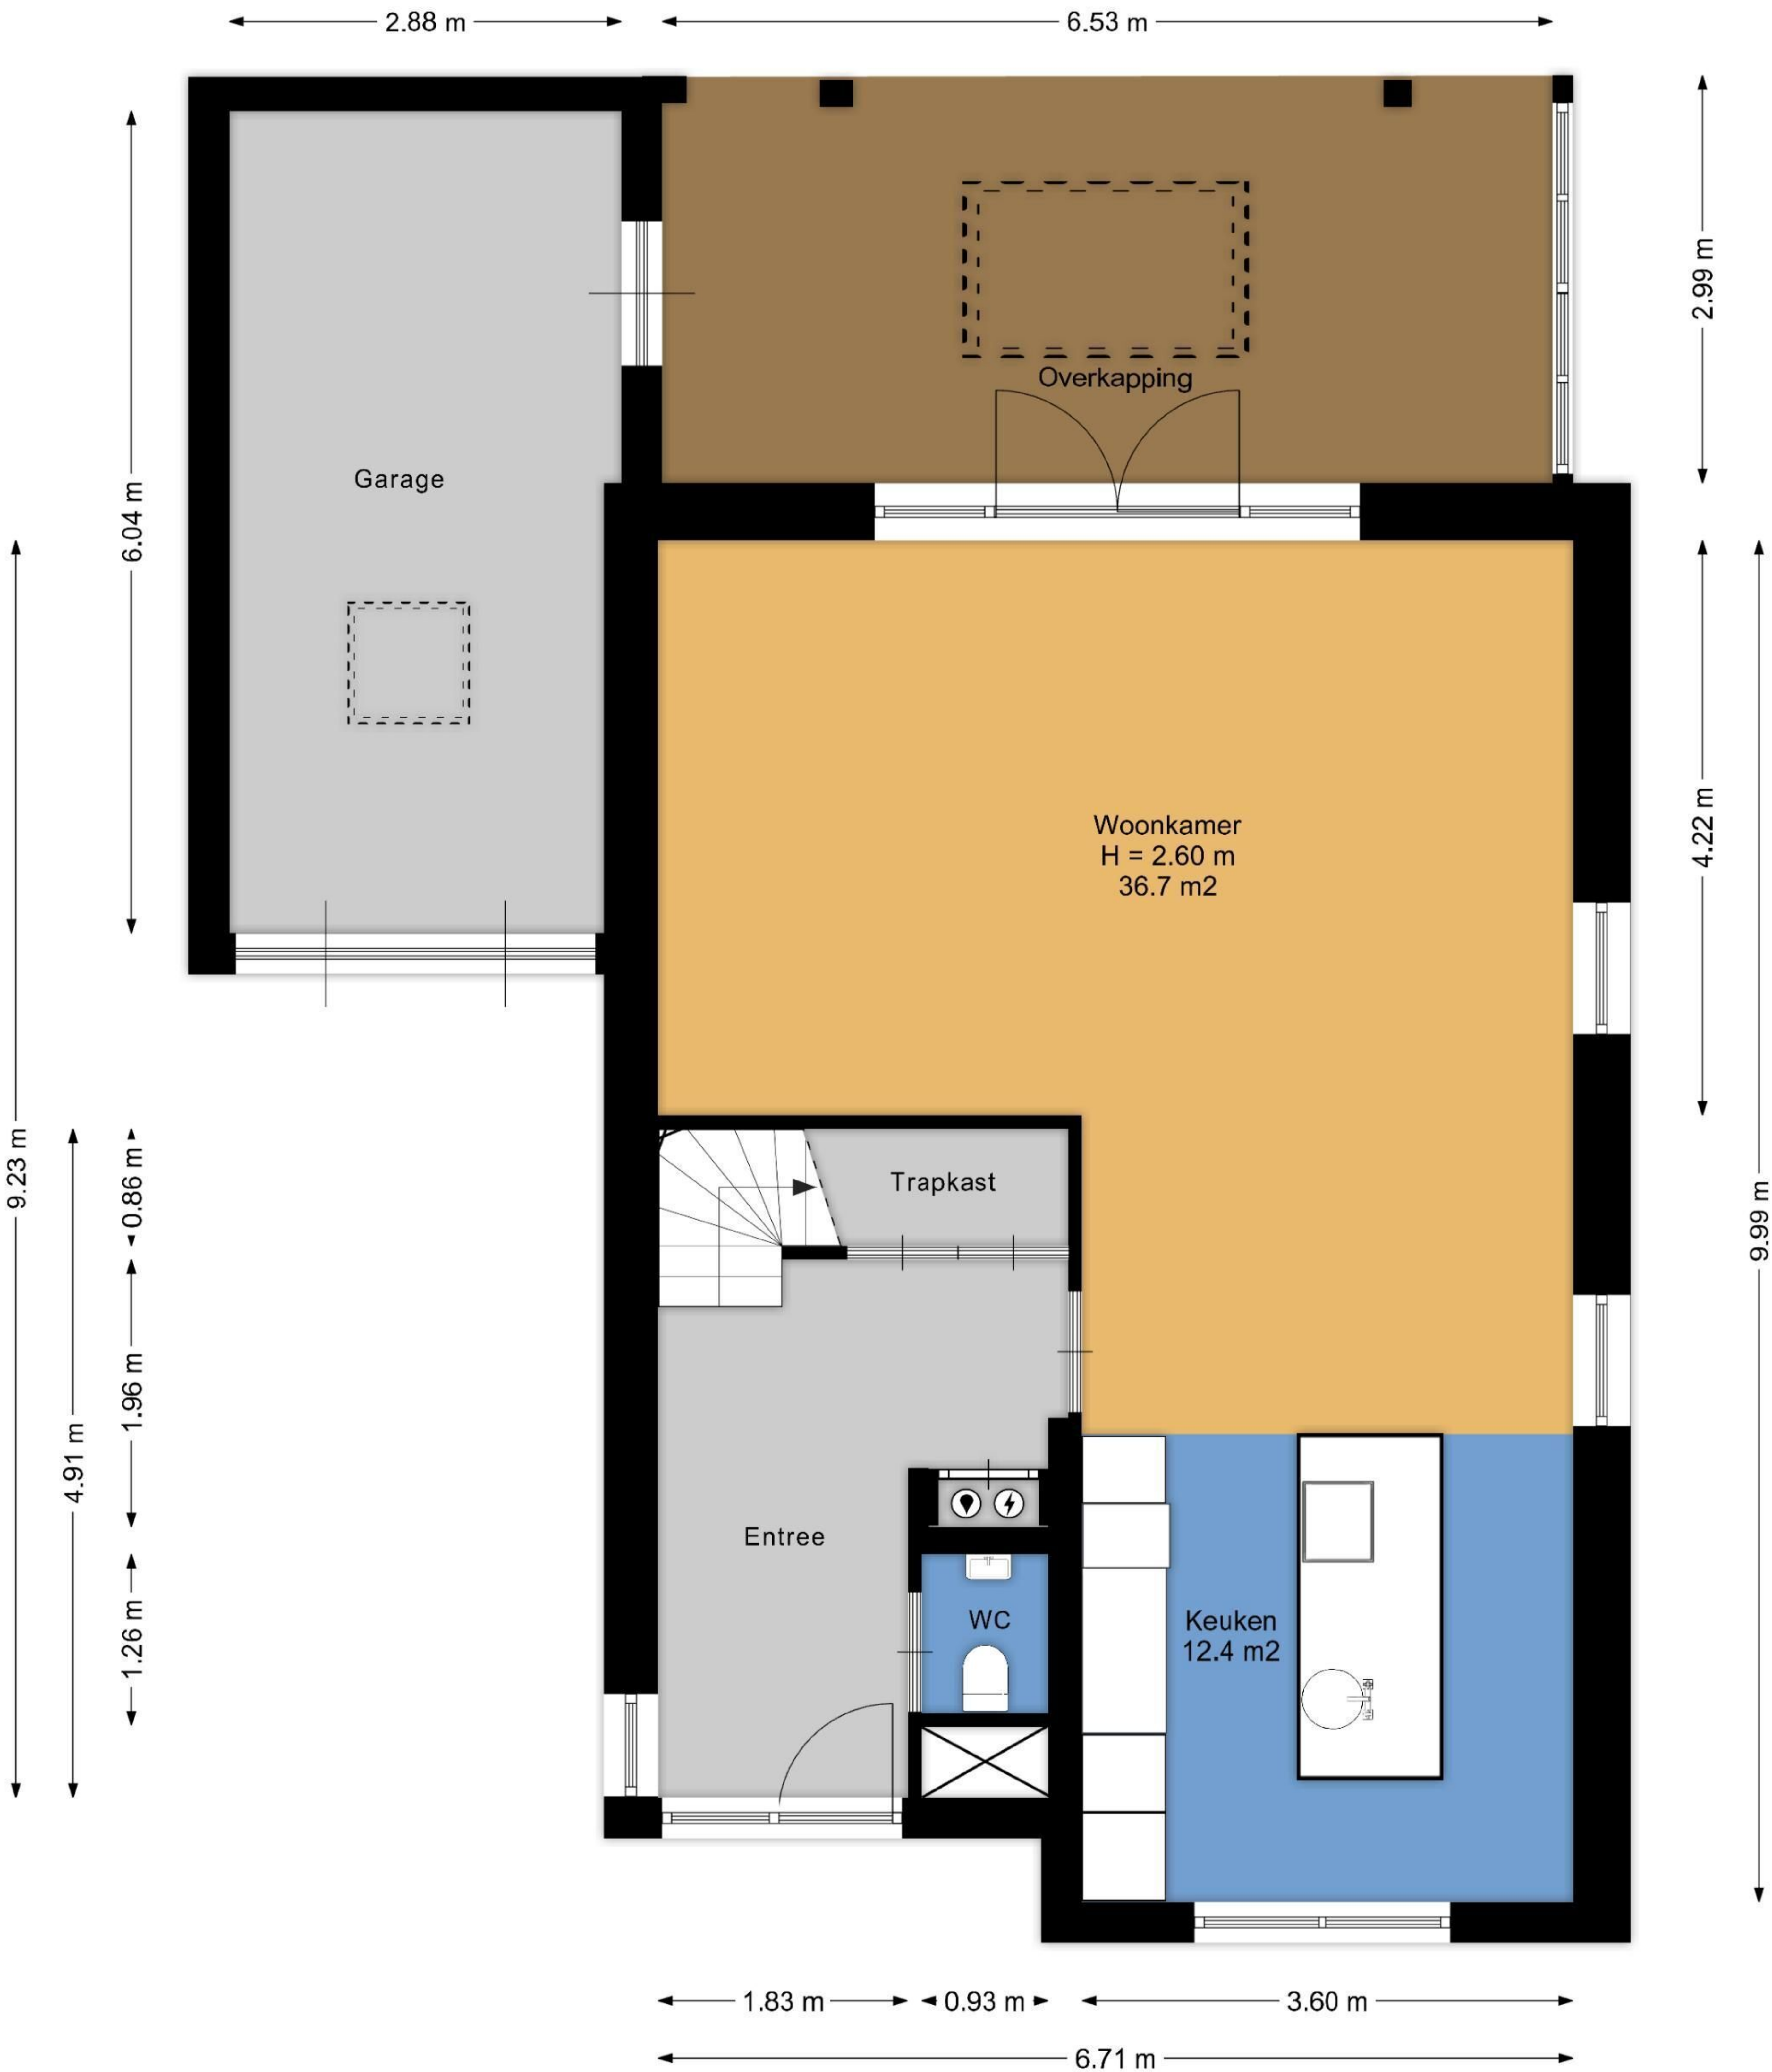 2.88 m
6.53 m
2.99 m
Overkapping
Garage
6.04 m
Woonkamer
H = 2.60 m
36.7 m2
4.22 m
9.23 m
0.86 m
Trapkast
9.99 m
1.96 m
4.91 m
Entree
1.26 m
WC
Keuken
12.4 m2
1.83 m
0.93 m
3.60 m
6.71 m